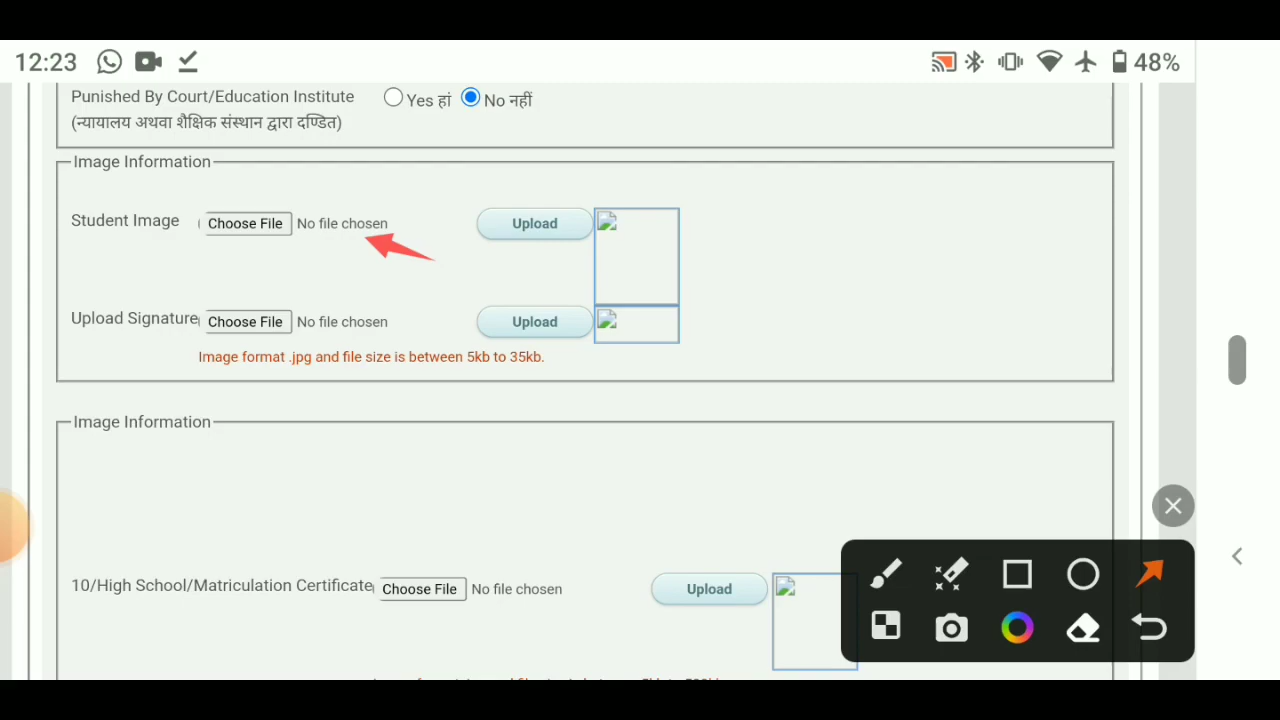 12:23
48%
Punished By Court/Education Institute
Yes हां
No नहीं
(न्यायालय अथवा शैक्षिक संस्थान द्वारा दण्डित)
Image Information
Student Image
Choose File No file chosen
Upload
Upload Signature
Choose File No file chosen
Upload
Image format .jpg and file size is between 5kb to 35kb.
Image Information
10/High School/Matriculation Certificate
Choose File No file chosen
Upload